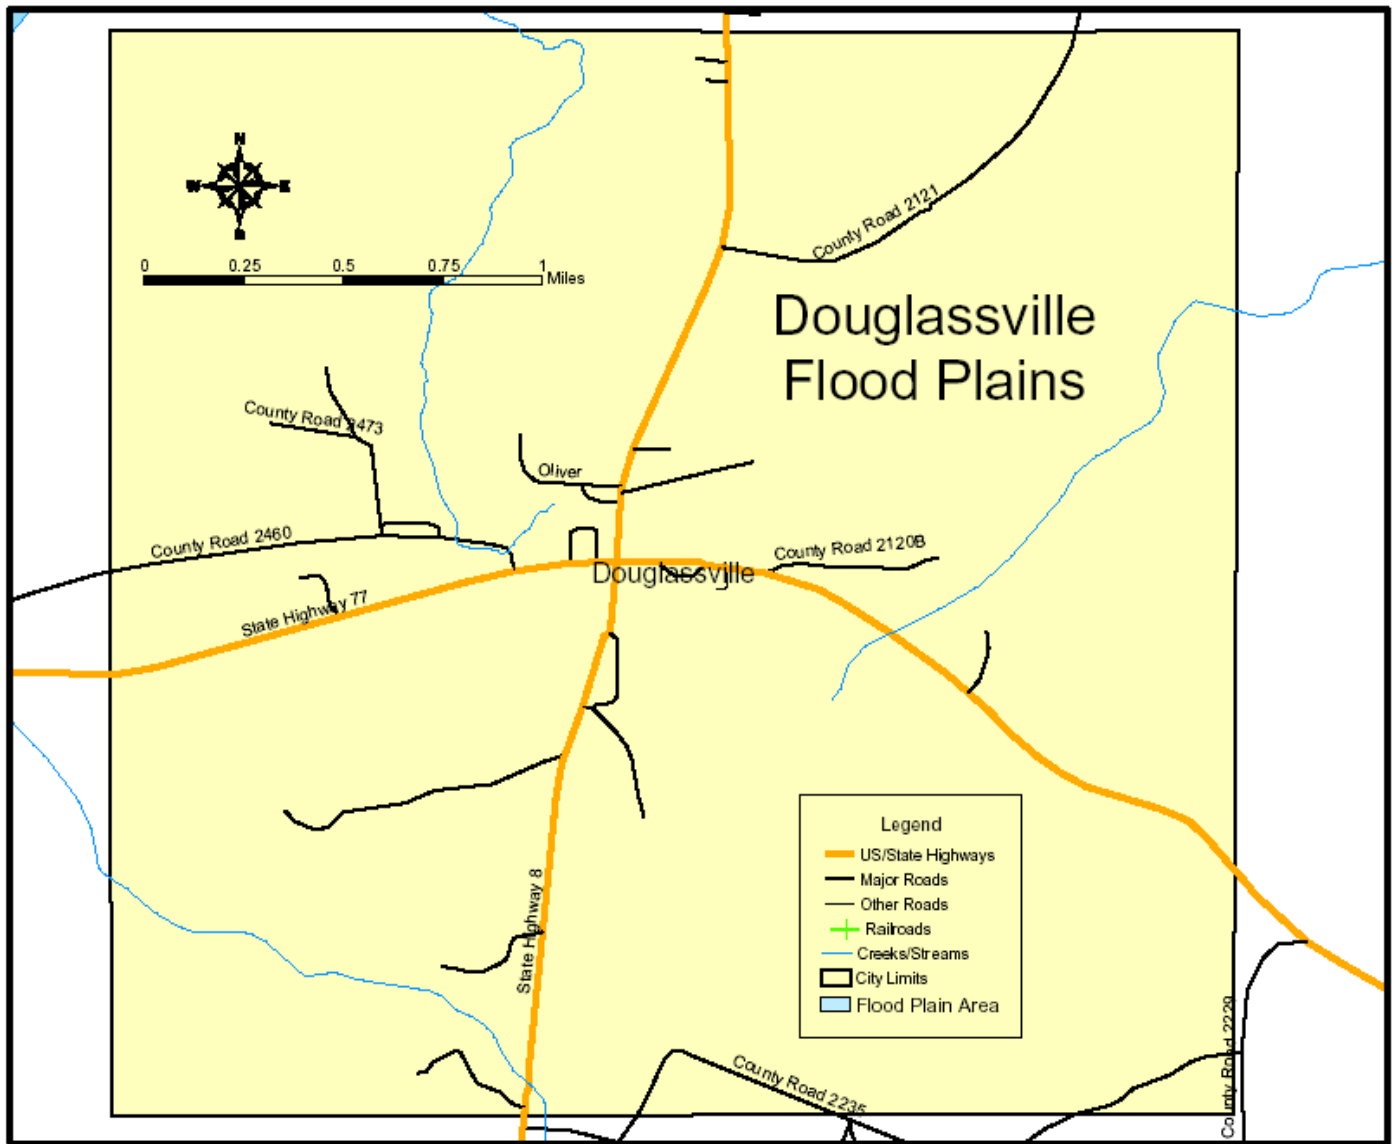 N
W E
S
County Road 2121
0 0.25 0.5 0.75 1
Miles
Douglassville
Flood Plains
County Road 2473
Oliver
County Road 2460
County Road 2120B
Douglassville
State Highway 77
Legend
US/State Highways
Major Roads
Other Roads
Railroads
Creeks/Streams
City Limits
Flood Plain Area
State Highway 8
County Road 2229
County Road 2235